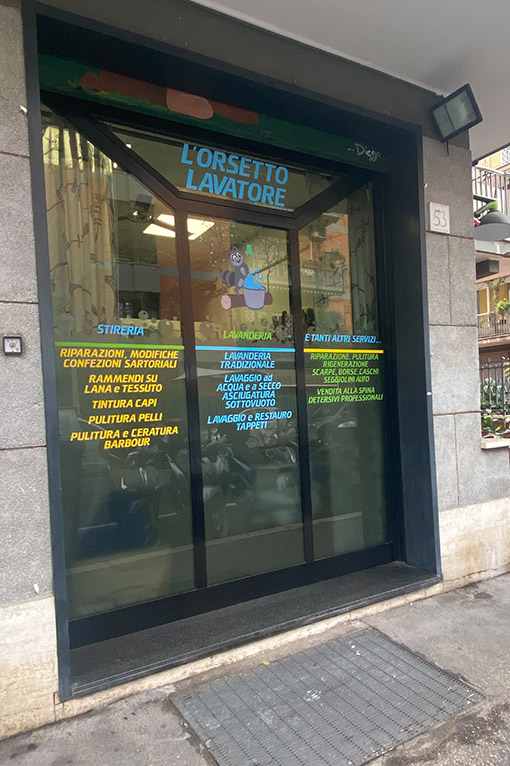 Diego
L'ORSETTO
LAVATORE
53
STIRERIA
RIPARAZIONI, MODIFICHE
CONFEZIONI SARTORIALI
RAMMENDI SU
LANA e TESSUTO
TINTURA CAPI
PULITURA PELLI
PULITURA e CERATURA
BARBOUR
LAVANDERIA
LAVANDERIA
TRADIZIONALE
LAVAGGIO ad
ACQUA e a SECCO
ASCIUGATURA
SOTTOVUOTO
LAVAGGIO e RESTAURO
TAPPETI
E TANTI ALTRI SERVIZI...
RIPARAZIONE, PULITURA
RIGENERAZIONE
SCARPE, BORSE, CASCHI
SEGGIOLINI AUTO
VENDITA ALLA SPINA
DETERSIVI PROFESSIONALI